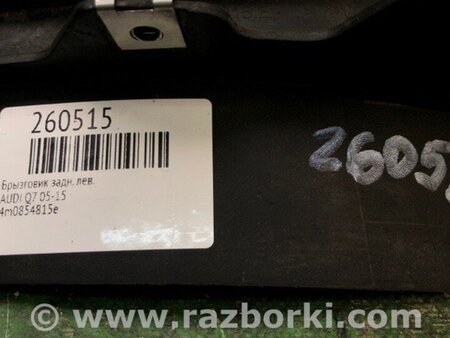 260515
Брызговик задн.лев.
AUDI Q7 05-15
4m0854815e
2605
www.razborki.com